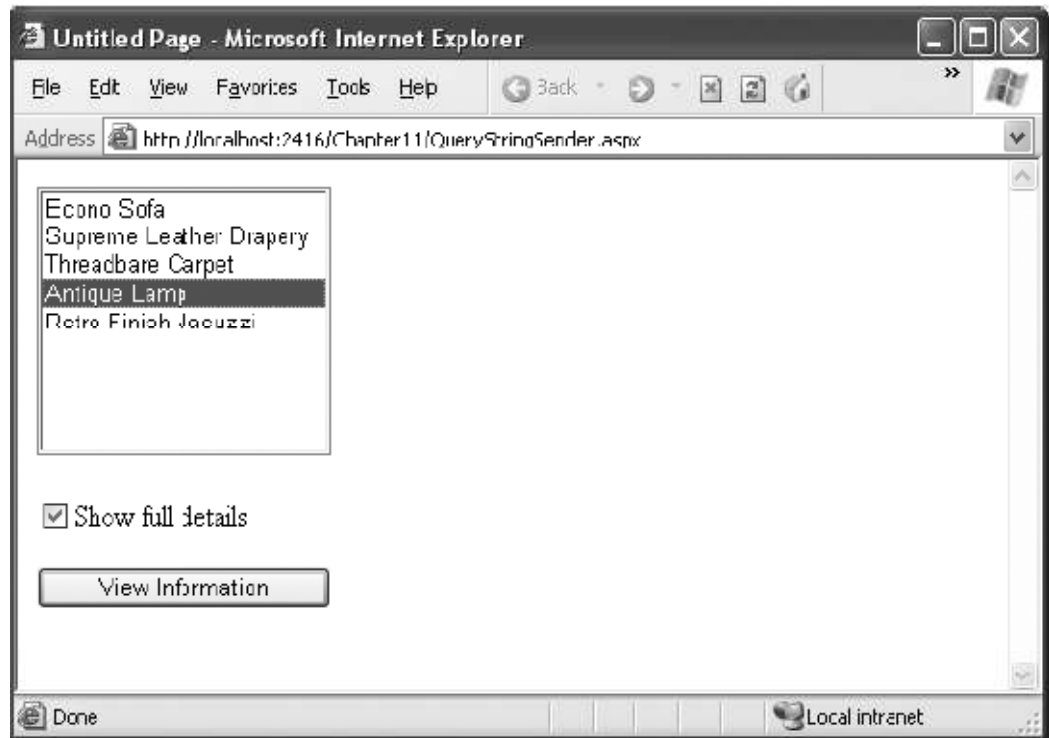 Untitled Page - Microsoft Internet Explorer
File Edit View Favorites Tools Help Back »
Address http://localhost:2416/Chapter11/QueryStringSender.aspx
Econo Sofa
Supreme Leather Drapery
Threadbare Carpet
Antique Lamp
Retro Finish Jacuzzi
Show full details
View Information
Done Local intranet